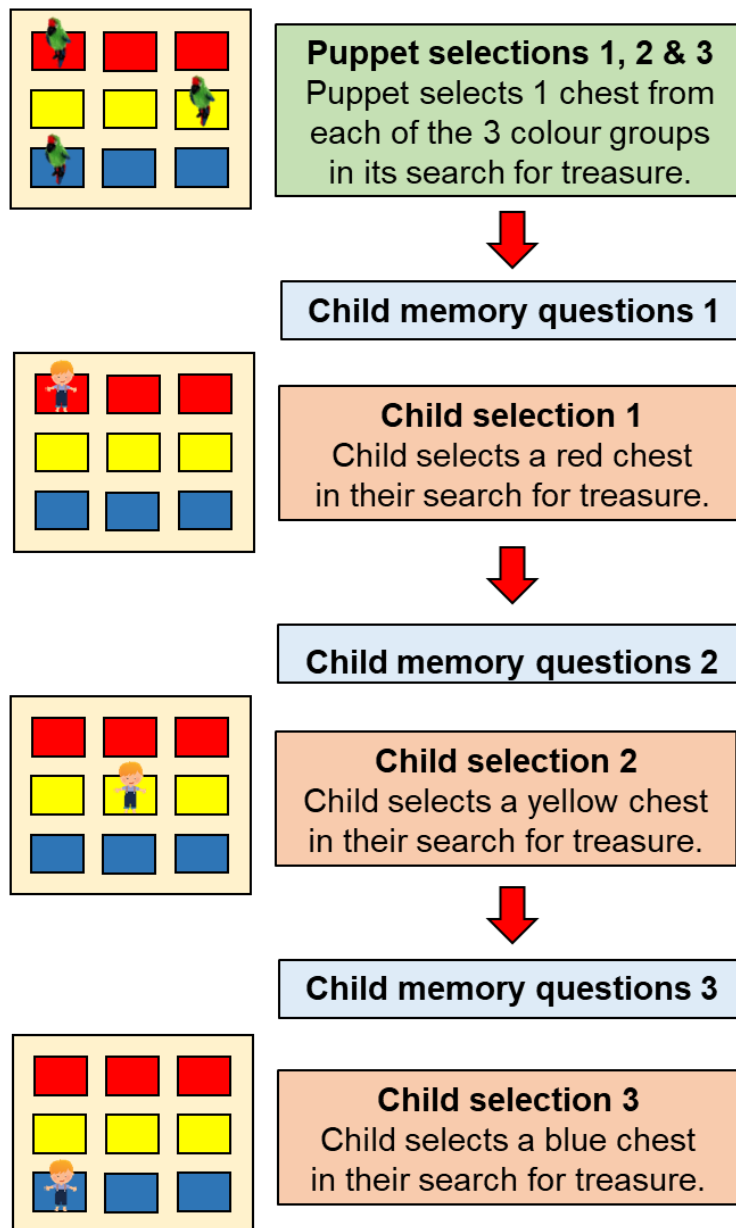 Puppet selections 1, 2 & 3
Puppet selects 1 chest from
each of the 3 colour groups
in its search for treasure.
Child memory questions 1
Child selection 1
Child selects a red chest
in their search for treasure.
Child memory questions 2
Child selection 2
Child selects a yellow chest
in their search for treasure.
Child memory questions 3
Child selection 3
Child selects a blue chest
in their search for treasure.